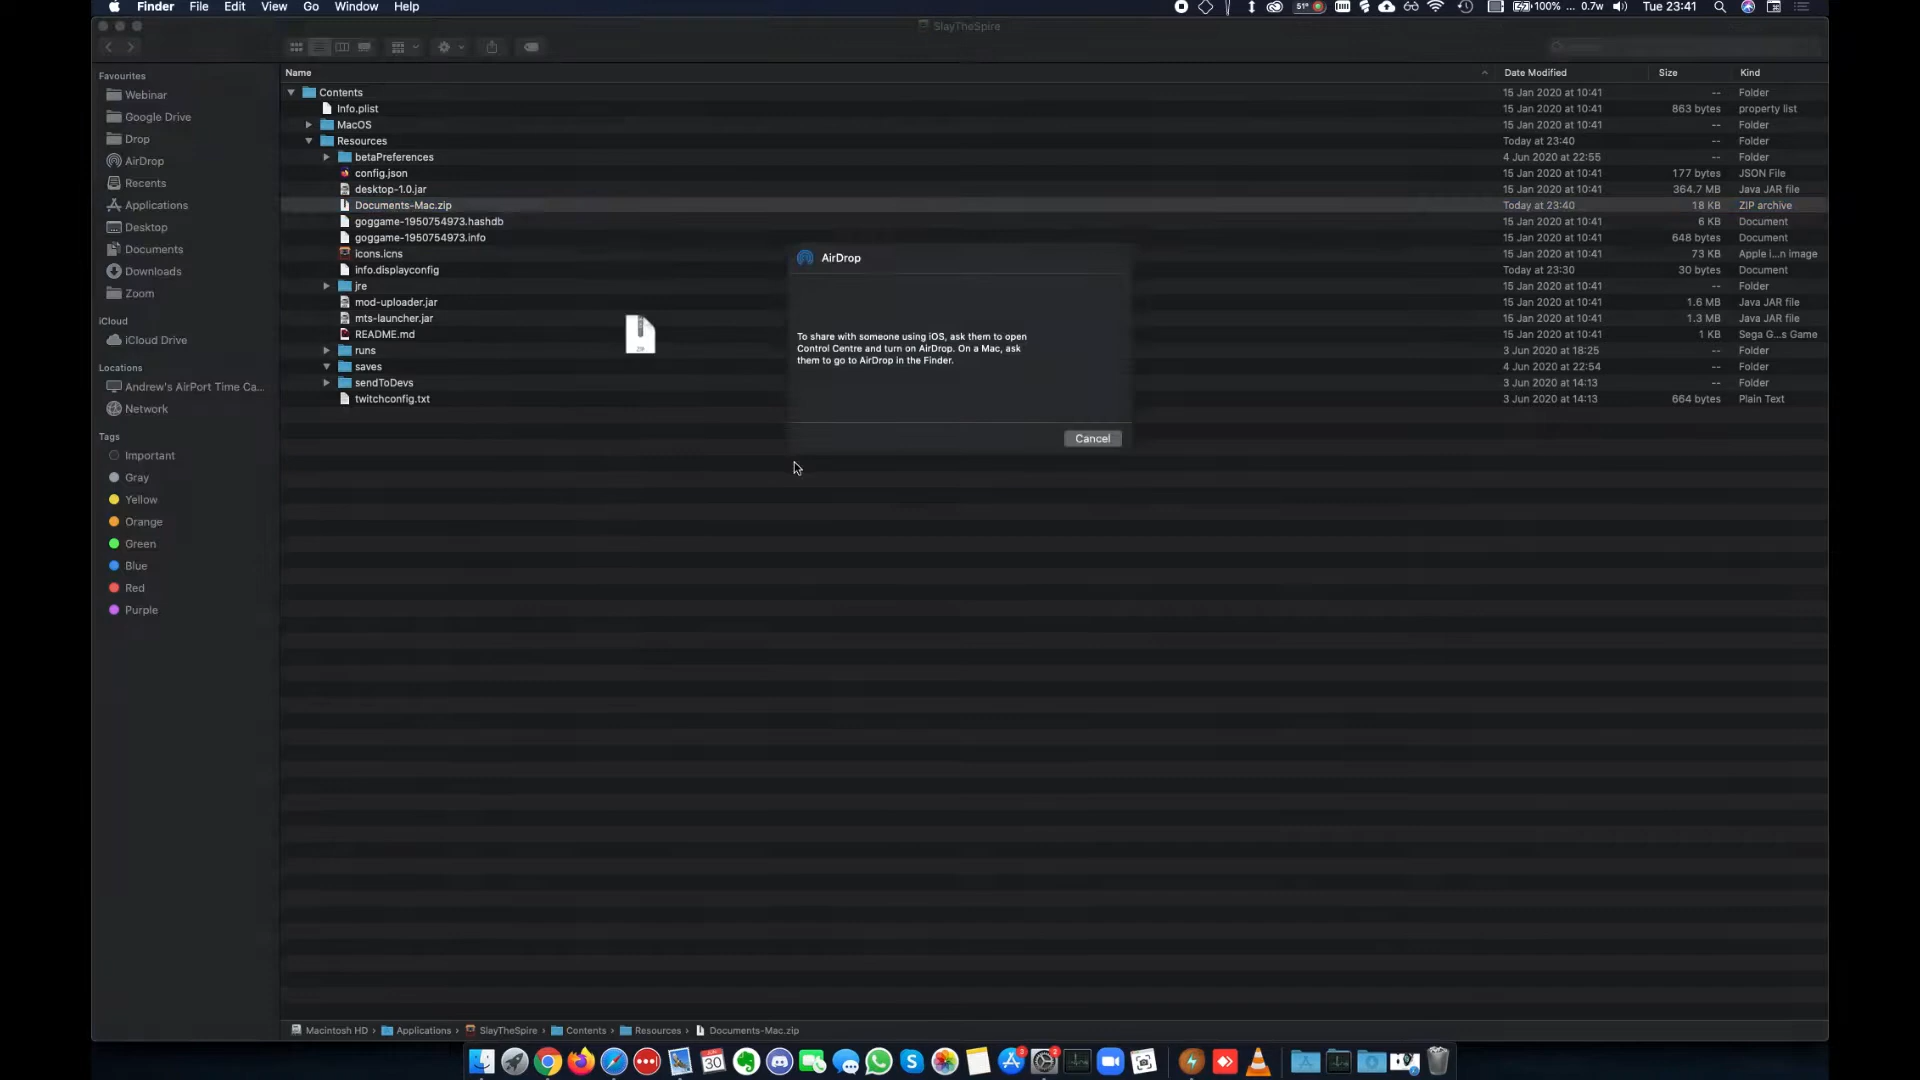 Finder File Edit View Go Window Help 51° 100% ... 0.7w Tue 23:41
SlayTheSpire
Name Date Modified Size Kind
Favourites
Webinar
Google Drive
Drop
AirDrop
Recents
Applications
Desktop
Documents
Downloads
Zoom
iCloud
iCloud Drive
Locations
Andrew's AirPort Time Ca...
Network
Tags
Important
Gray
Yellow
Orange
Green
Blue
Red
Purple
Contents 15 Jan 2020 at 10:41 -- Folder
Info.plist 15 Jan 2020 at 10:41 863 bytes property list
MacOS 15 Jan 2020 at 10:41 -- Folder
Resources Today at 23:40 -- Folder
betaPreferences 4 Jun 2020 at 22:55 -- Folder
config.json 15 Jan 2020 at 10:41 177 bytes JSON File
desktop-1.0.jar 15 Jan 2020 at 10:41 364.7 MB Java JAR file
Documents-Mac.zip Today at 23:40 18 KB ZIP archive
goggame-1950754973.hashdb 15 Jan 2020 at 10:41 6 KB Document
goggame-1950754973.info 15 Jan 2020 at 10:41 648 bytes Document
icons.icns 15 Jan 2020 at 10:41 73 KB Apple i...n image
info.displayconfig Today at 23:30 30 bytes Document
jre 15 Jan 2020 at 10:41 -- Folder
mod-uploader.jar 15 Jan 2020 at 10:41 1.6 MB Java JAR file
mts-launcher.jar 15 Jan 2020 at 10:41 1.3 MB Java JAR file
README.md 15 Jan 2020 at 10:41 1 KB Sega G...s Game
runs 3 Jun 2020 at 18:25 -- Folder
saves 4 Jun 2020 at 22:54 -- Folder
sendToDevs 3 Jun 2020 at 14:13 -- Folder
twitchconfig.txt 3 Jun 2020 at 14:13 664 bytes Plain Text
AirDrop
ZIP
To share with someone using iOS, ask them to open
Control Centre and turn on AirDrop. On a Mac, ask
them to go to AirDrop in the Finder.
Cancel
Macintosh HD › Applications › SlayTheSpire › Contents › Resources › Documents-Mac.zip
30
3
2